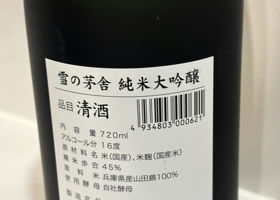 雪の茅舎 純米大吟醸
品目 清酒
4 934803 000621
容量 720ml
アルコール分 16度
原材料名 米(国産)、米麹(国産米)
精米歩合 45%
原料米 兵庫県産山田錦100%
使用酵母 自社酵母